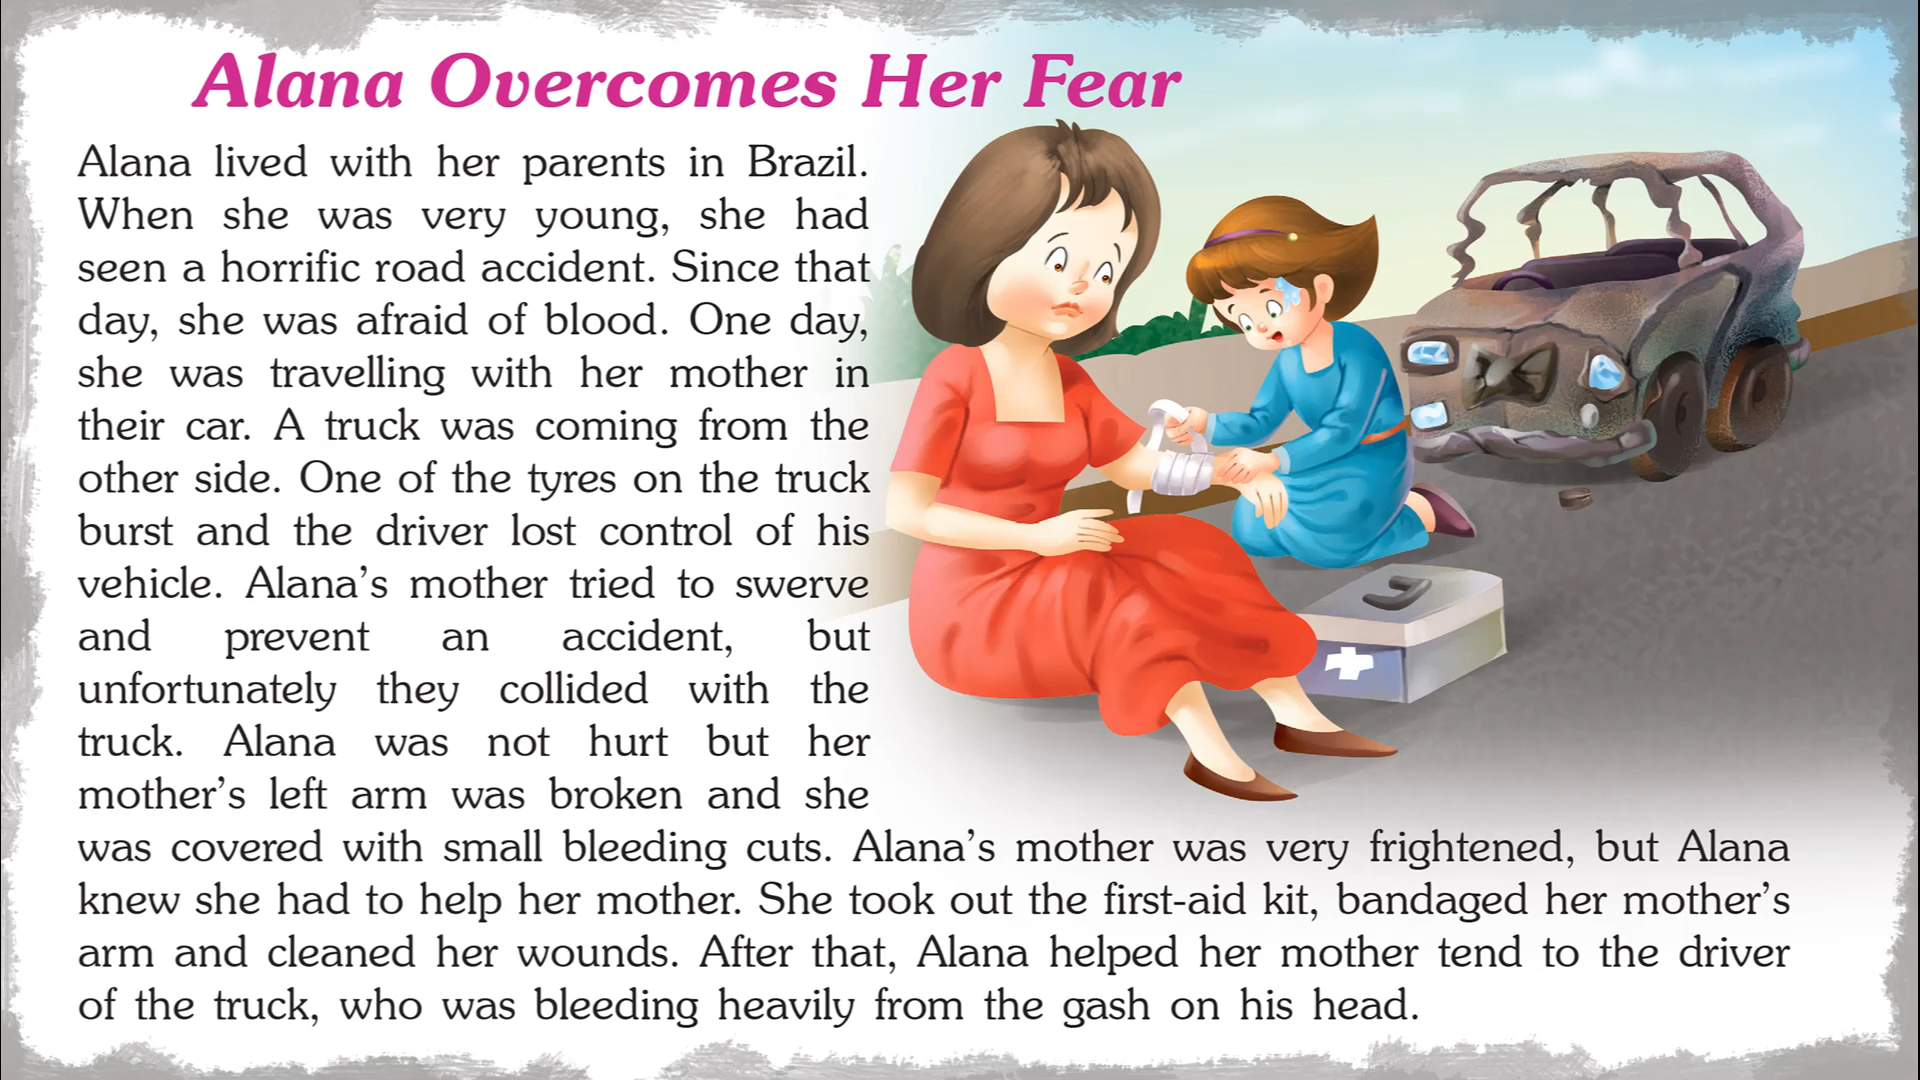 Alana Overcomes Her Fear
Alana lived with her parents in Brazil.
When she was very young, she had
seen a horrific road accident. Since that
day, she was afraid of blood. One day,
she was travelling with her mother in
their car. A truck was coming from the
other side. One of the tyres on the truck
burst and the driver lost control of his
vehicle. Alana’s mother tried to swerve
and prevent an accident, but
unfortunately they collided with the
truck. Alana was not hurt but her
mother’s left arm was broken and she
was covered with small bleeding cuts. Alana’s mother was very frightened, but Alana
knew she had to help her mother. She took out the first-aid kit, bandaged her mother’s
arm and cleaned her wounds. After that, Alana helped her mother tend to the driver
of the truck, who was bleeding heavily from the gash on his head.